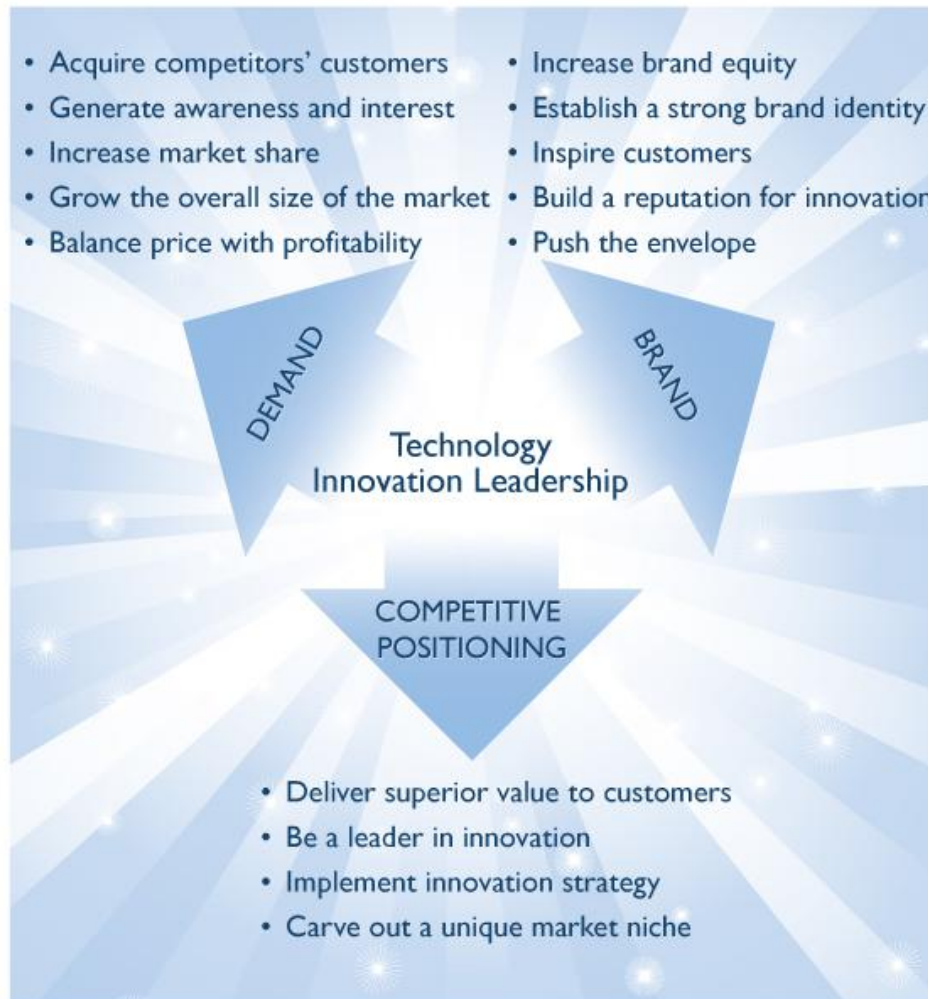 • Acquire competitors’ customers
• Generate awareness and interest
• Increase market share
• Grow the overall size of the market
• Balance price with profitability
• Increase brand equity
• Establish a strong brand identity
• Inspire customers
• Build a reputation for innovation
• Push the envelope
DEMAND
BRAND
Technology
Innovation Leadership
COMPETITIVE
POSITIONING
• Deliver superior value to customers
• Be a leader in innovation
• Implement innovation strategy
• Carve out a unique market niche